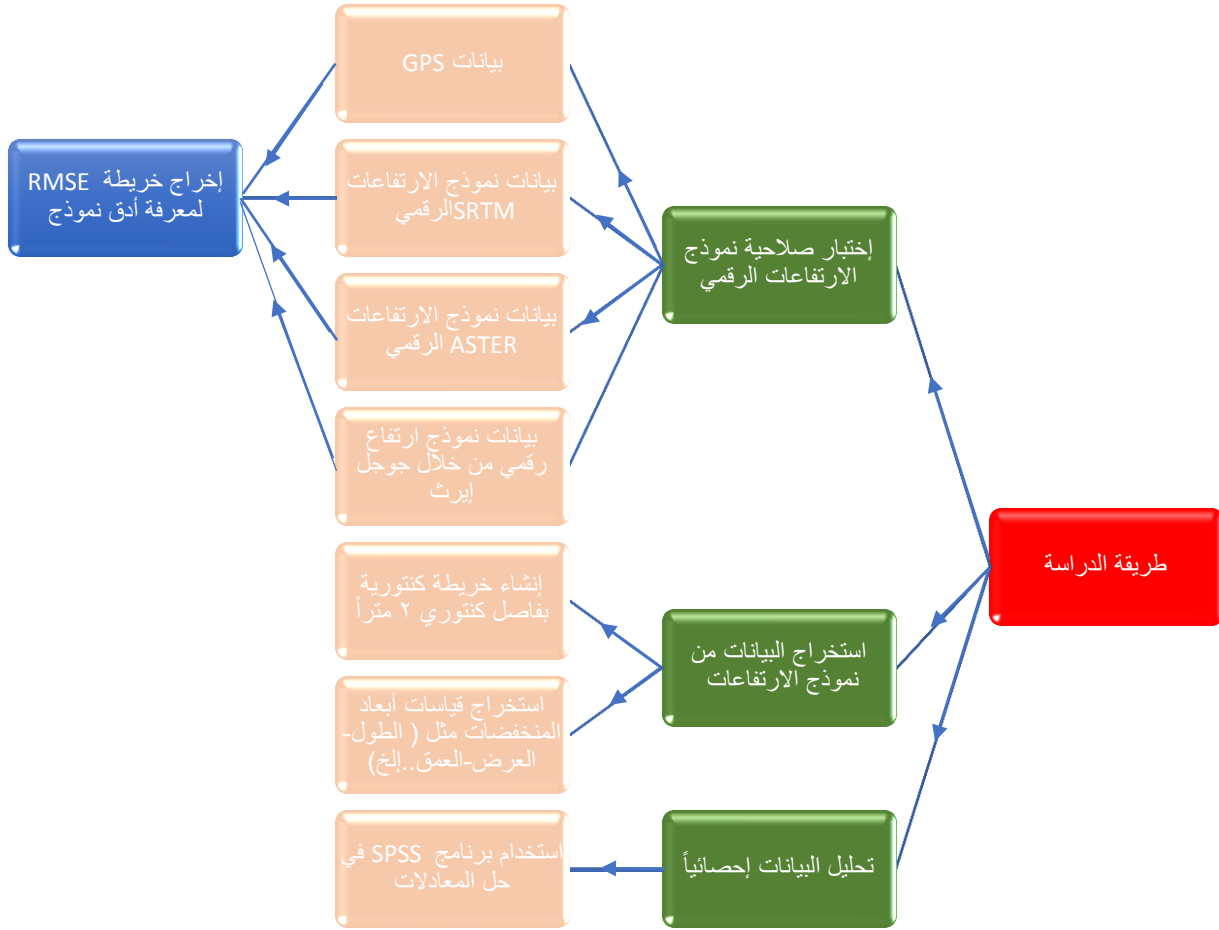 طريقة الدراسة
إختبار صلاحية نموذج
الارتفاعات الرقمي
بيانات GPS
بيانات نموذج الارتفاعات
SRTMالرقمي
بيانات نموذج الارتفاعات
ASTER الرقمي
بيانات نموذج ارتفاع
رقمي من خلال جوجل
إيرث
إخراج خريطة RMSE
لمعرفة أدق نموذج
استخراج البيانات من
نموذج الارتفاعات
إنشاء خريطة كنتورية
بفاصل كنتوري ٢ متراً
استخراج قياسات أبعاد
المنخفضات مثل ( الطول-
العرض-العمق..إلخ)
تحليل البيانات إحصائياً
استخدام برنامج SPSS في
حل المعادلات